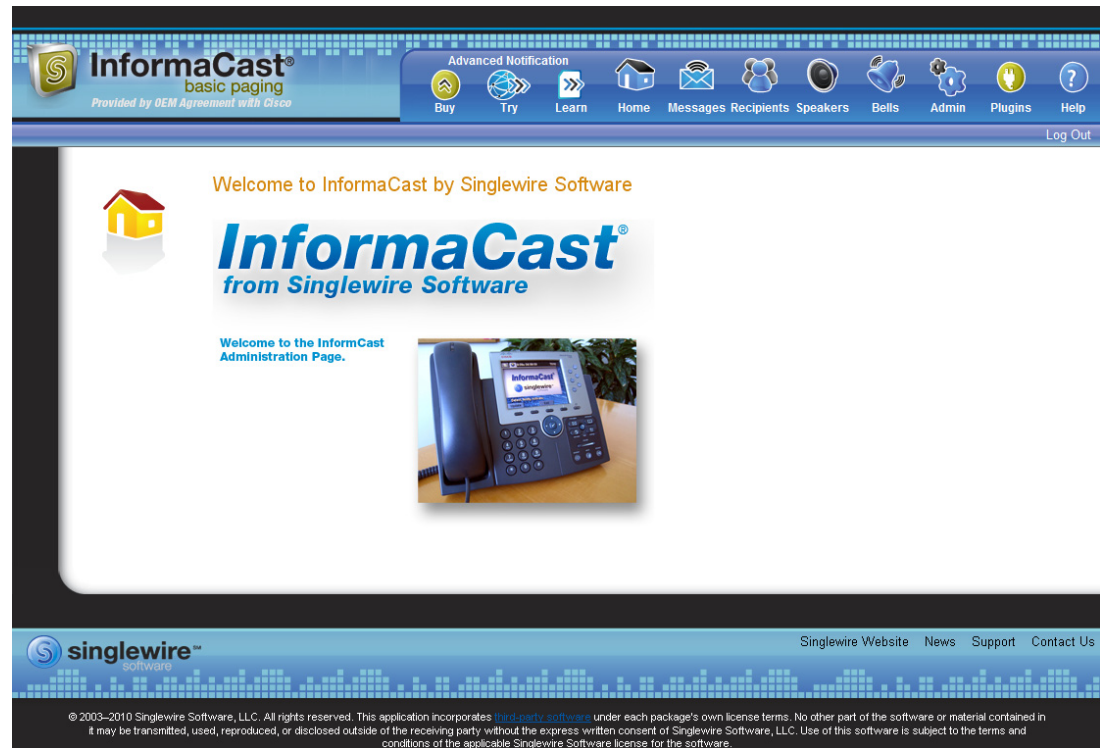 InformaCast®
basic paging
Provided by OEM Agreement with Cisco
Advanced Notification
Buy
Try
Learn
Home
Messages
Recipients
Speakers
Bells
Admin
Plugins
Help
Log Out
Welcome to InformaCast by Singlewire Software
InformaCast®
from Singlewire Software
Welcome to the InformCast
Administration Page.
InformaCast
singlewire
singlewire℠
software
Singlewire Website News Support Contact Us
© 2003–2010 Singlewire Software, LLC. All rights reserved. This application incorporates third-party software under each package's own license terms. No other part of the software or material contained in
it may be transmitted, used, reproduced, or disclosed outside of the receiving party without the express written consent of Singlewire Software, LLC. Use of this software is subject to the terms and
conditions of the applicable Singlewire Software license for the software.